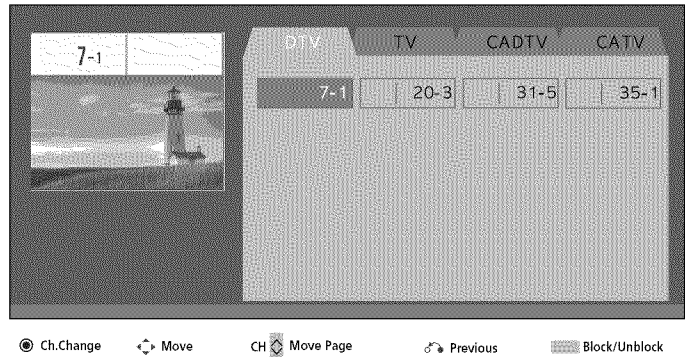 7-1
DTV TV CADTV CATV
7-1 20-3 31-5 35-1
Ch.Change Move CH Move Page Previous Block/Unblock